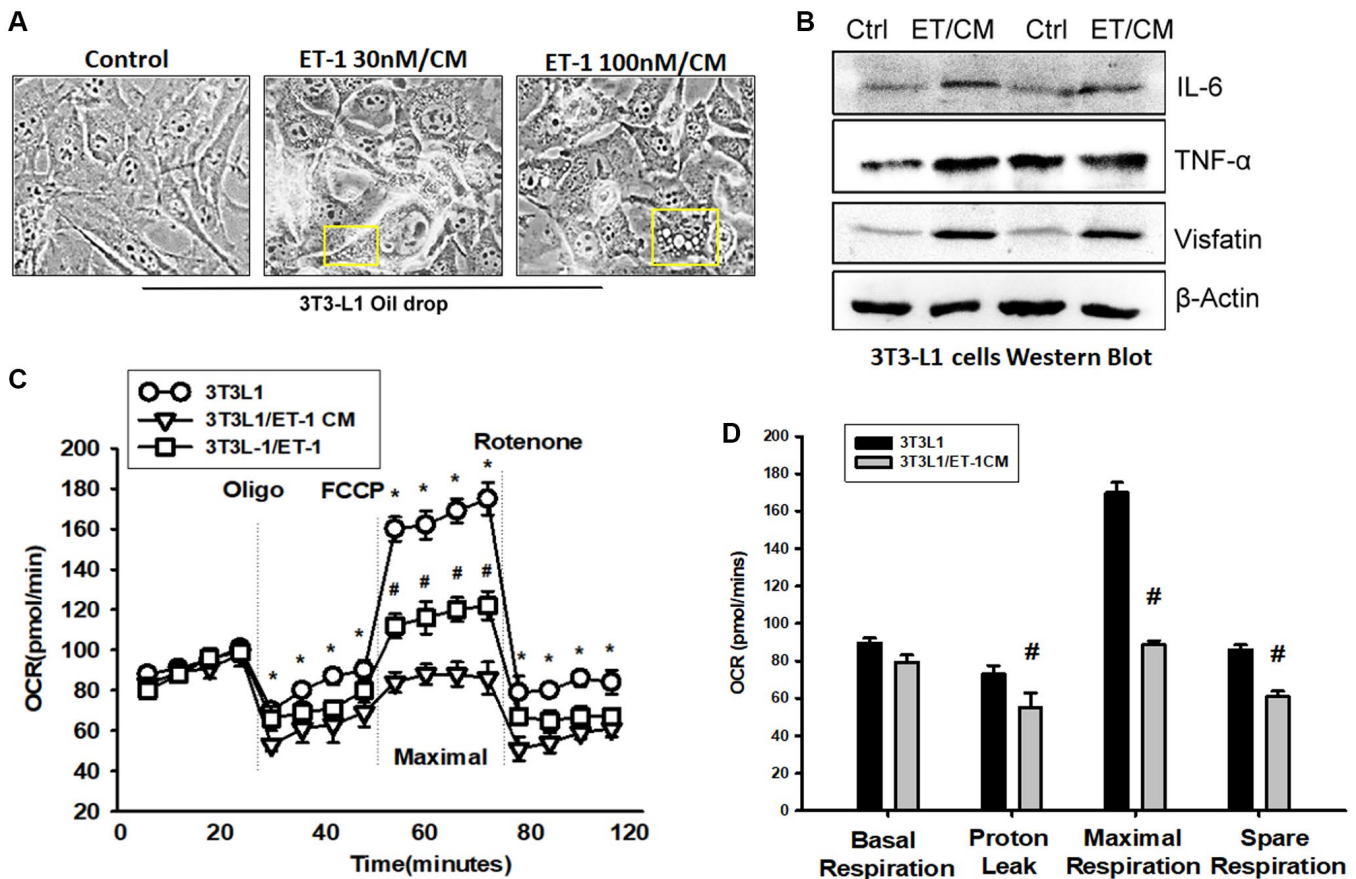 A
Control
ET-1 30nM/CM
ET-1 100nM/CM
3T3-L1 Oil drop
B
Ctrl ET/CM Ctrl ET/CM
IL-6
TNF-α
Visfatin
β-Actin
3T3-L1 cells Western Blot
C
3T3L1
3T3L1/ET-1 CM
3T3L-1/ET-1
Oligo
FCCP
Rotenone
Maximal
* * * *
# # # #
* * * *
* * * *
OCR(pmol/min)
200
180
160
140
120
100
80
60
40
20
0 20 40 60 80 100 120
Time(minutes)
D
3T3L1
3T3L1/ET-1CM
OCR (pmol/mins)
200
180
160
140
120
100
80
60
40
20
0
# # #
Basal Respiration
Proton Leak
Maximal Respiration
Spare Respiration